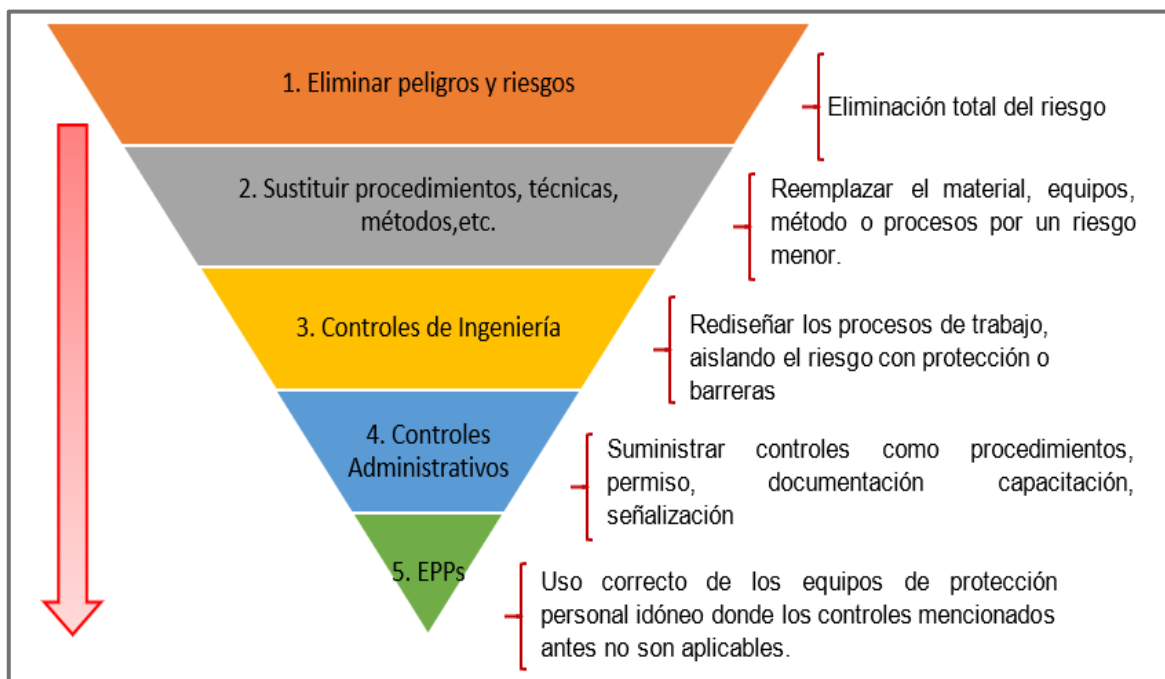 1. Eliminar peligros y riesgos
Eliminación total del riesgo
2. Sustituir procedimientos, técnicas,
métodos,etc.
Reemplazar el material, equipos,
método o procesos por un riesgo
menor.
3. Controles de Ingeniería
Rediseñar los procesos de trabajo,
aislando el riesgo con protección o
barreras
4. Controles
Administrativos
Suministrar controles como procedimientos,
permiso, documentación capacitación,
señalización
5. EPPs
Uso correcto de los equipos de protección
personal idóneo donde los controles mencionados
antes no son aplicables.